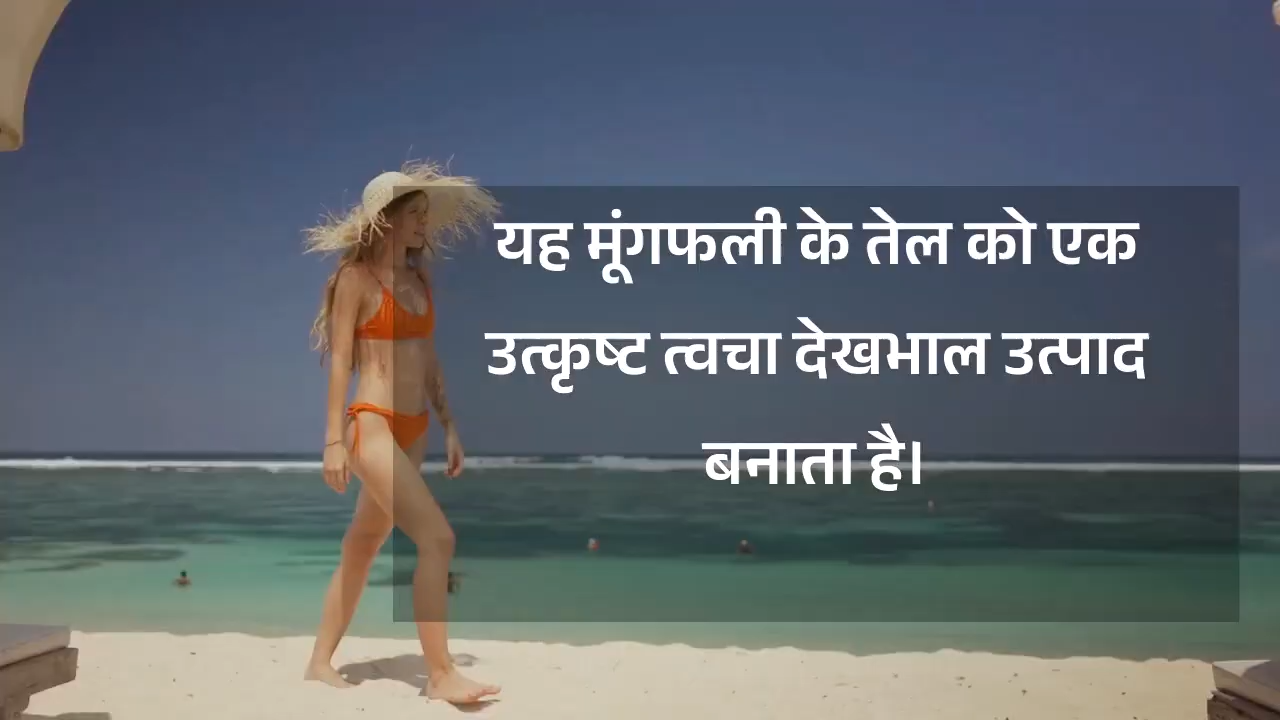 यह मूंगफली के तेल को एक
उत्कृष्ट त्वचा देखभाल उत्पाद
बनाता है।